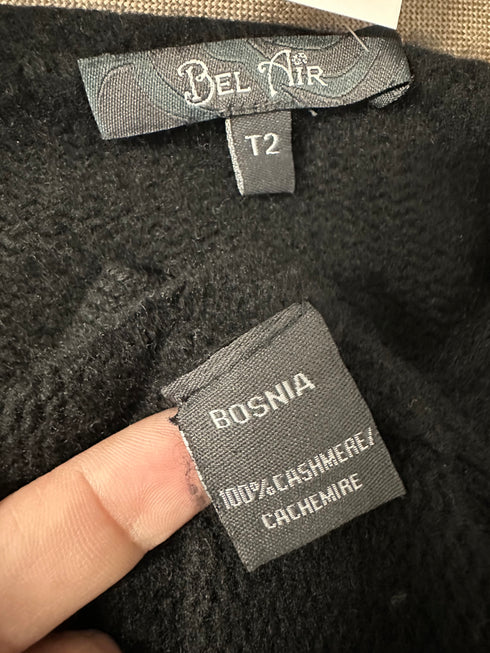 BEL AIR
T2
BOSNIA
100%CASHMERE/
CACHEMIRE